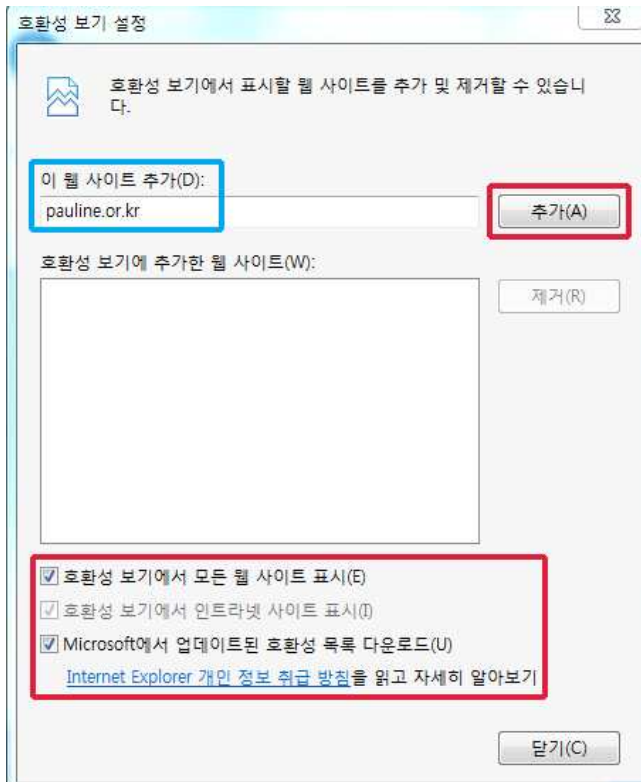 호환성 보기 설정
호환성 보기에서 표시할 웹 사이트를 추가 및 제거할 수 있습니
다.
이 웹 사이트 추가(D):
pauline.or.kr
추가(A)
호환성 보기에 추가한 웹 사이트(W):
제거(R)
호환성 보기에서 모든 웹 사이트 표시(E)
호환성 보기에서 인트라넷 사이트 표시(I)
Microsoft에서 업데이트된 호환성 목록 다운로드(U)
Internet Explorer 개인 정보 취급 방침을 읽고 자세히 알아보기
닫기(C)